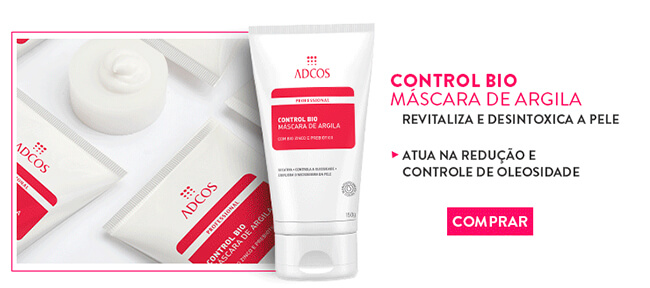 ADCOS
PROFESSIONAL
CONTROL BIO
MÁSCARA DE ARGILA
COM BIO ZINCO E PREBIÓTICO
ADCOS
PROFESSIONAL
CONTROL BIO
MÁSCARA DE ARGILA
CONTROL BIO
MÁSCARA DE ARGILA
REVITALIZA E DESINTOXICA A PELE
ATUA NA REDUÇÃO E
CONTROLE DE OLEOSIDADE
COMPRAR